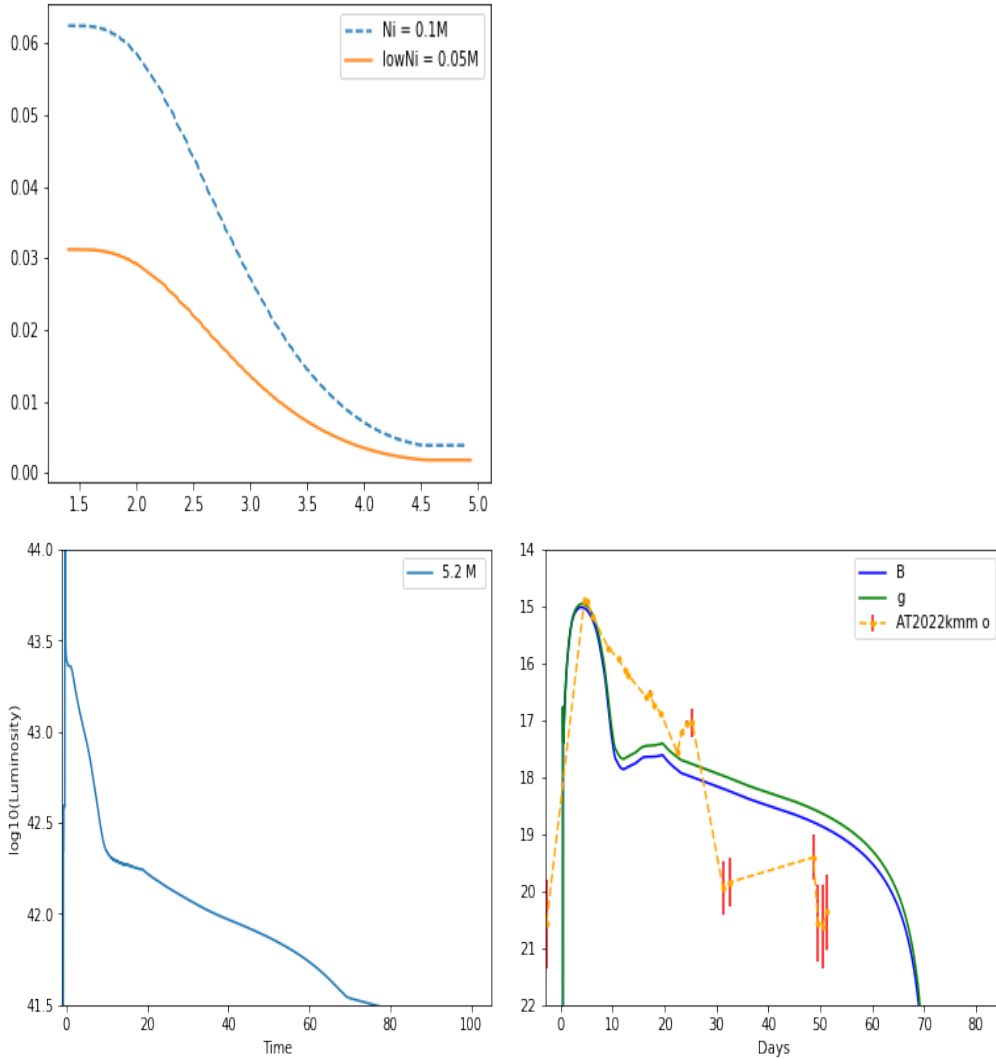 Ni = 0.1M
lowNi = 0.05M
0.06
0.05
0.04
0.03
0.02
0.01
0.00
1.5 2.0 2.5 3.0 3.5 4.0 4.5 5.0
44.0
43.5
43.0
42.5
42.0
41.5
log10(Luminosity)
5.2 M
0 20 40 60 80 100
Time
14
15
16
17
18
19
20
21
22
B
g
AT2022kmm o
0 10 20 30 40 50 60 70 80
Days